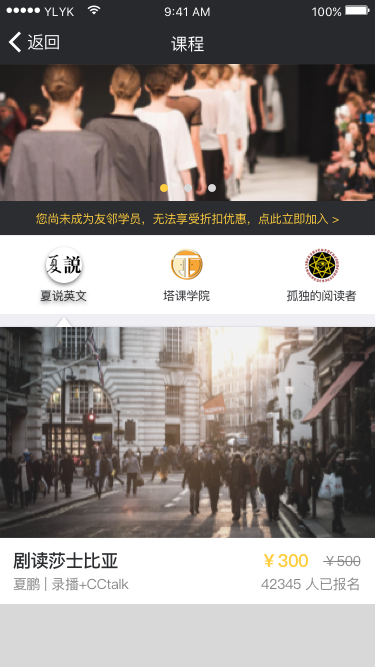 YLYK 9:41 AM 100%
返回 课程
您尚未成为友邻学员，无法享受折扣优惠，点此立即加入 >
夏説
夏说英文 塔课学院 孤独的阅读者
剧读莎士比亚 ￥300 ￥500
夏鹏 | 录播+CCtalk 42345 人已报名